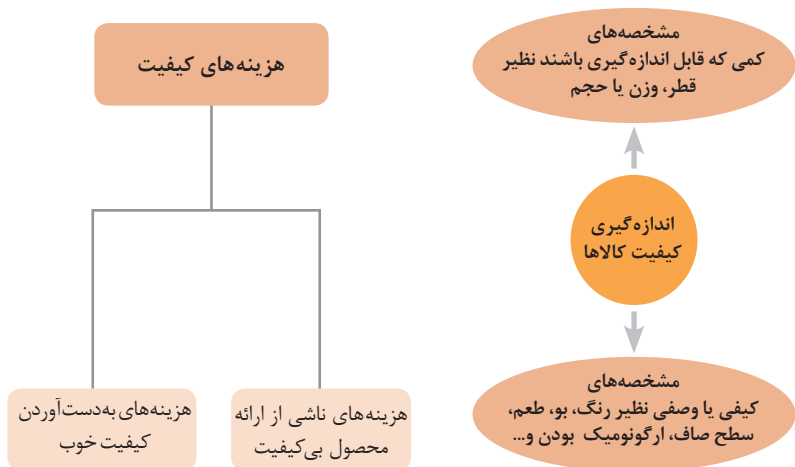 مشخصه‌های
کمی که قابل اندازه‌گیری باشند نظیر
قطر، وزن یا حجم
اندازه‌گیری
کیفیت کالاها
مشخصه‌های
کیفی یا وصفی نظیر رنگ، بو، طعم،
سطح صاف، ارگونومیک بودن و...
هزینه‌های کیفیت
هزینه‌های ناشی از ارائه
محصول بی‌کیفیت
هزینه‌های به‌دست‌آوردن
کیفیت خوب